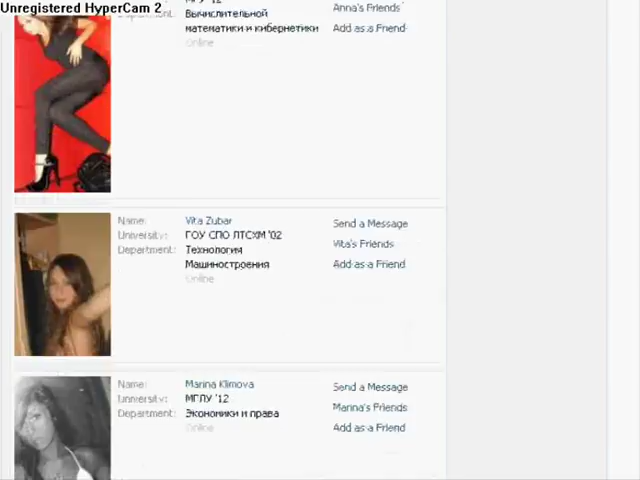 Unregistered HyperCam 2
Вычислительной
математики и кибернетики
Online
Anna's Friends
Add as a Friend
Name: Vita Zubar
University: ГОУ СПО ЛТСХМ '02
Department: Технология
Машиностроения
Online
Send a Message
Vita's Friends
Add as a Friend
Name: Marina Klimova
University: МГЛУ '12
Department: Экономики и права
Online
Send a Message
Marina's Friends
Add as a Friend